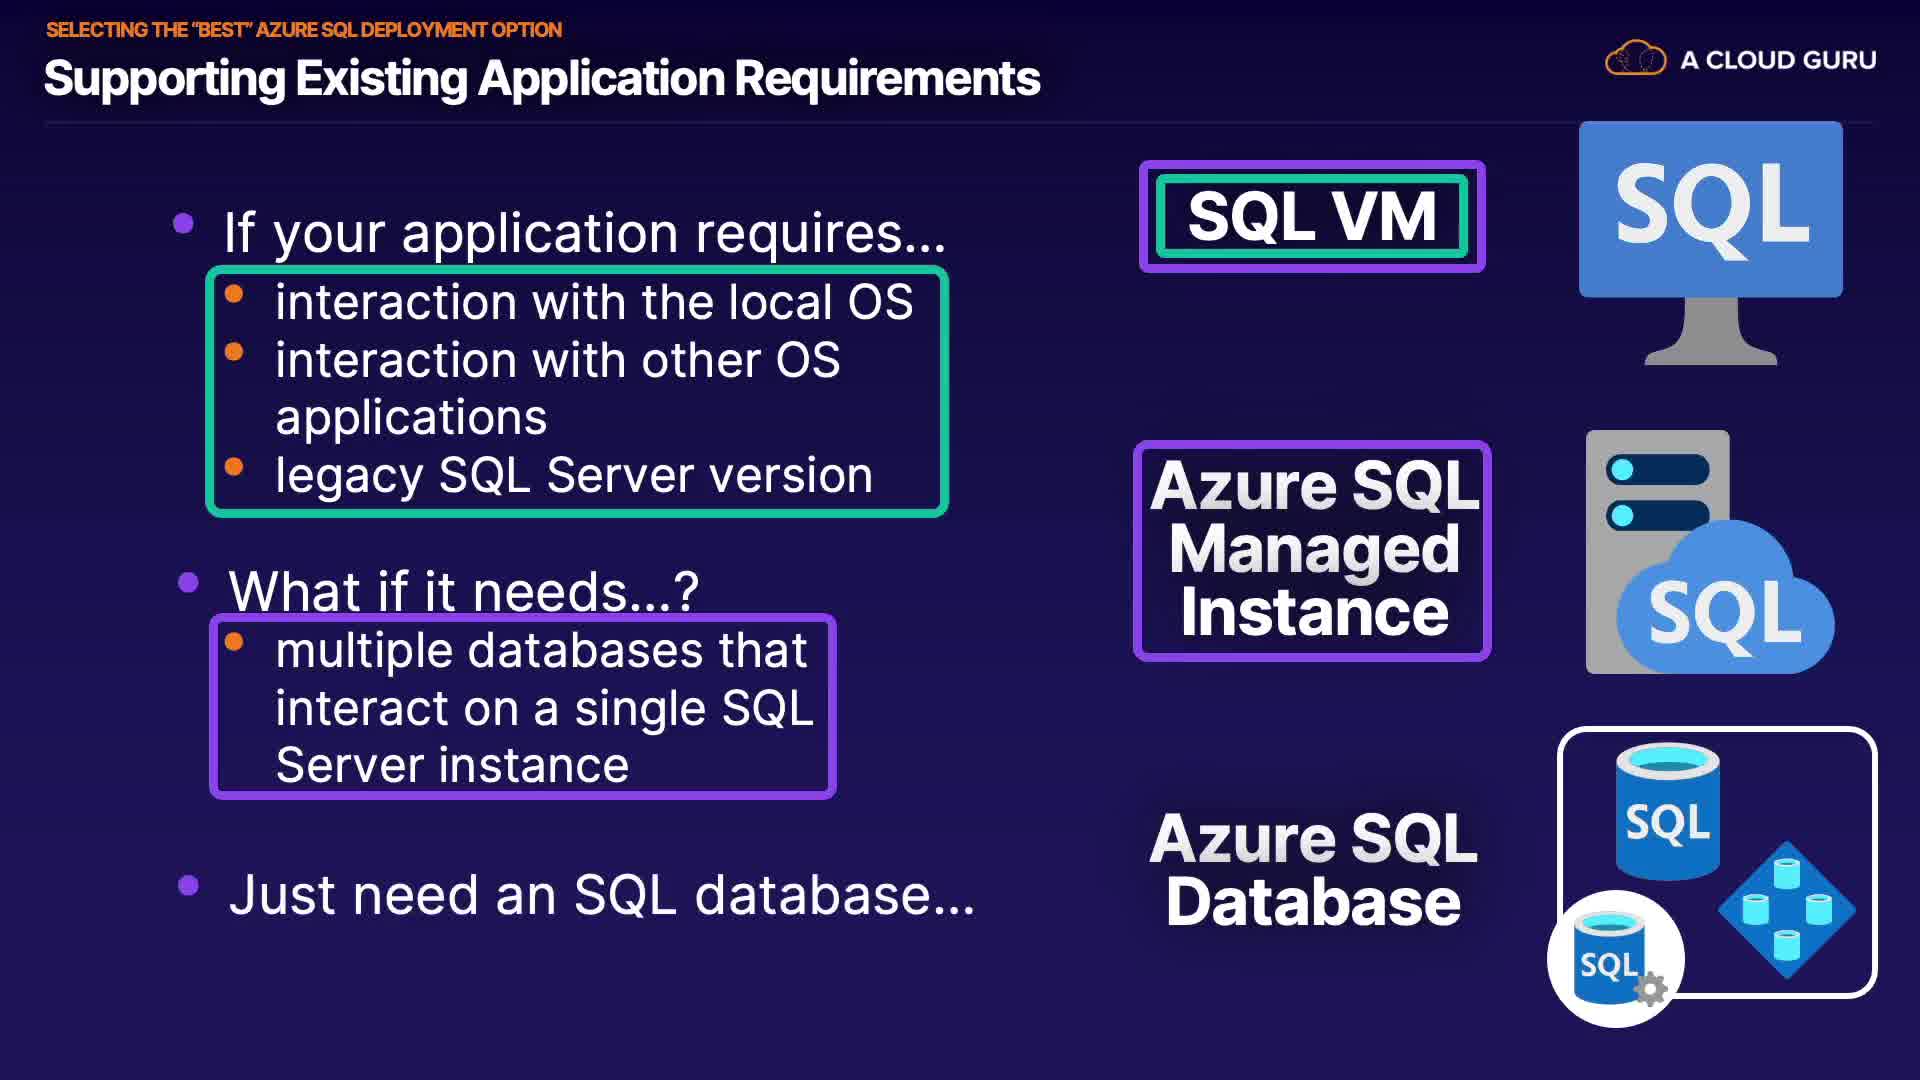 SELECTING THE “BEST” AZURE SQL DEPLOYMENT OPTION
Supporting Existing Application Requirements
A CLOUD GURU
If your application requires...
interaction with the local OS
interaction with other OS
applications
legacy SQL Server version
What if it needs...?
multiple databases that
interact on a single SQL
Server instance
Just need an SQL database...
SQL VM
SQL
Azure SQL
Managed
Instance
SQL
Azure SQL
Database
SQL
SQL